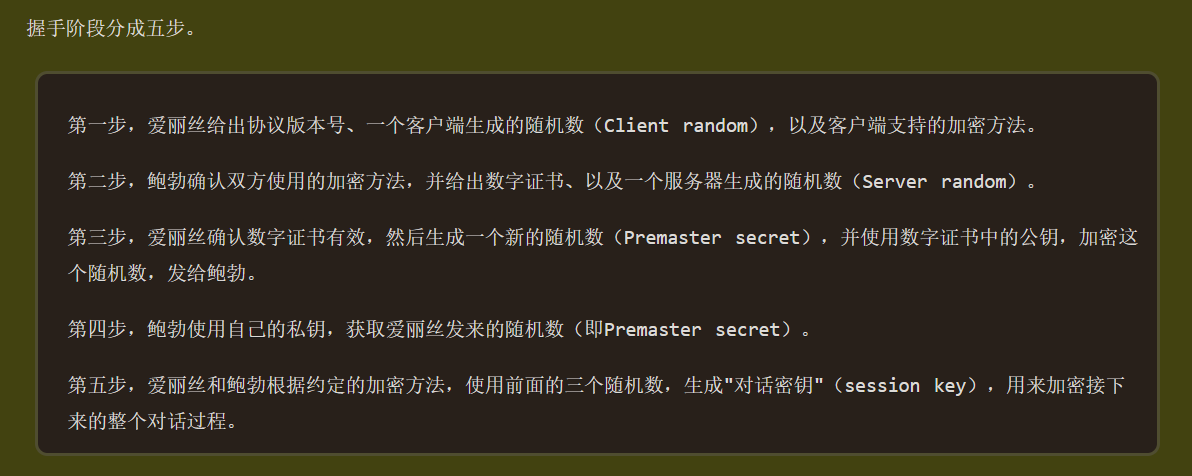 握手阶段分成五步。
第一步，爱丽丝给出协议版本号、一个客户端生成的随机数（Client random），以及客户端支持的加密方法。
第二步，鲍勃确认双方使用的加密方法，并给出数字证书、以及一个服务器生成的随机数（Server random）。
第三步，爱丽丝确认数字证书有效，然后生成一个新的随机数（Premaster secret），并使用数字证书中的公钥，加密这
个随机数，发给鲍勃。
第四步，鲍勃使用自己的私钥，获取爱丽丝发来的随机数（即Premaster secret）。
第五步，爱丽丝和鲍勃根据约定的加密方法，使用前面的三个随机数，生成"对话密钥"（session key），用来加密接下
来的整个对话过程。